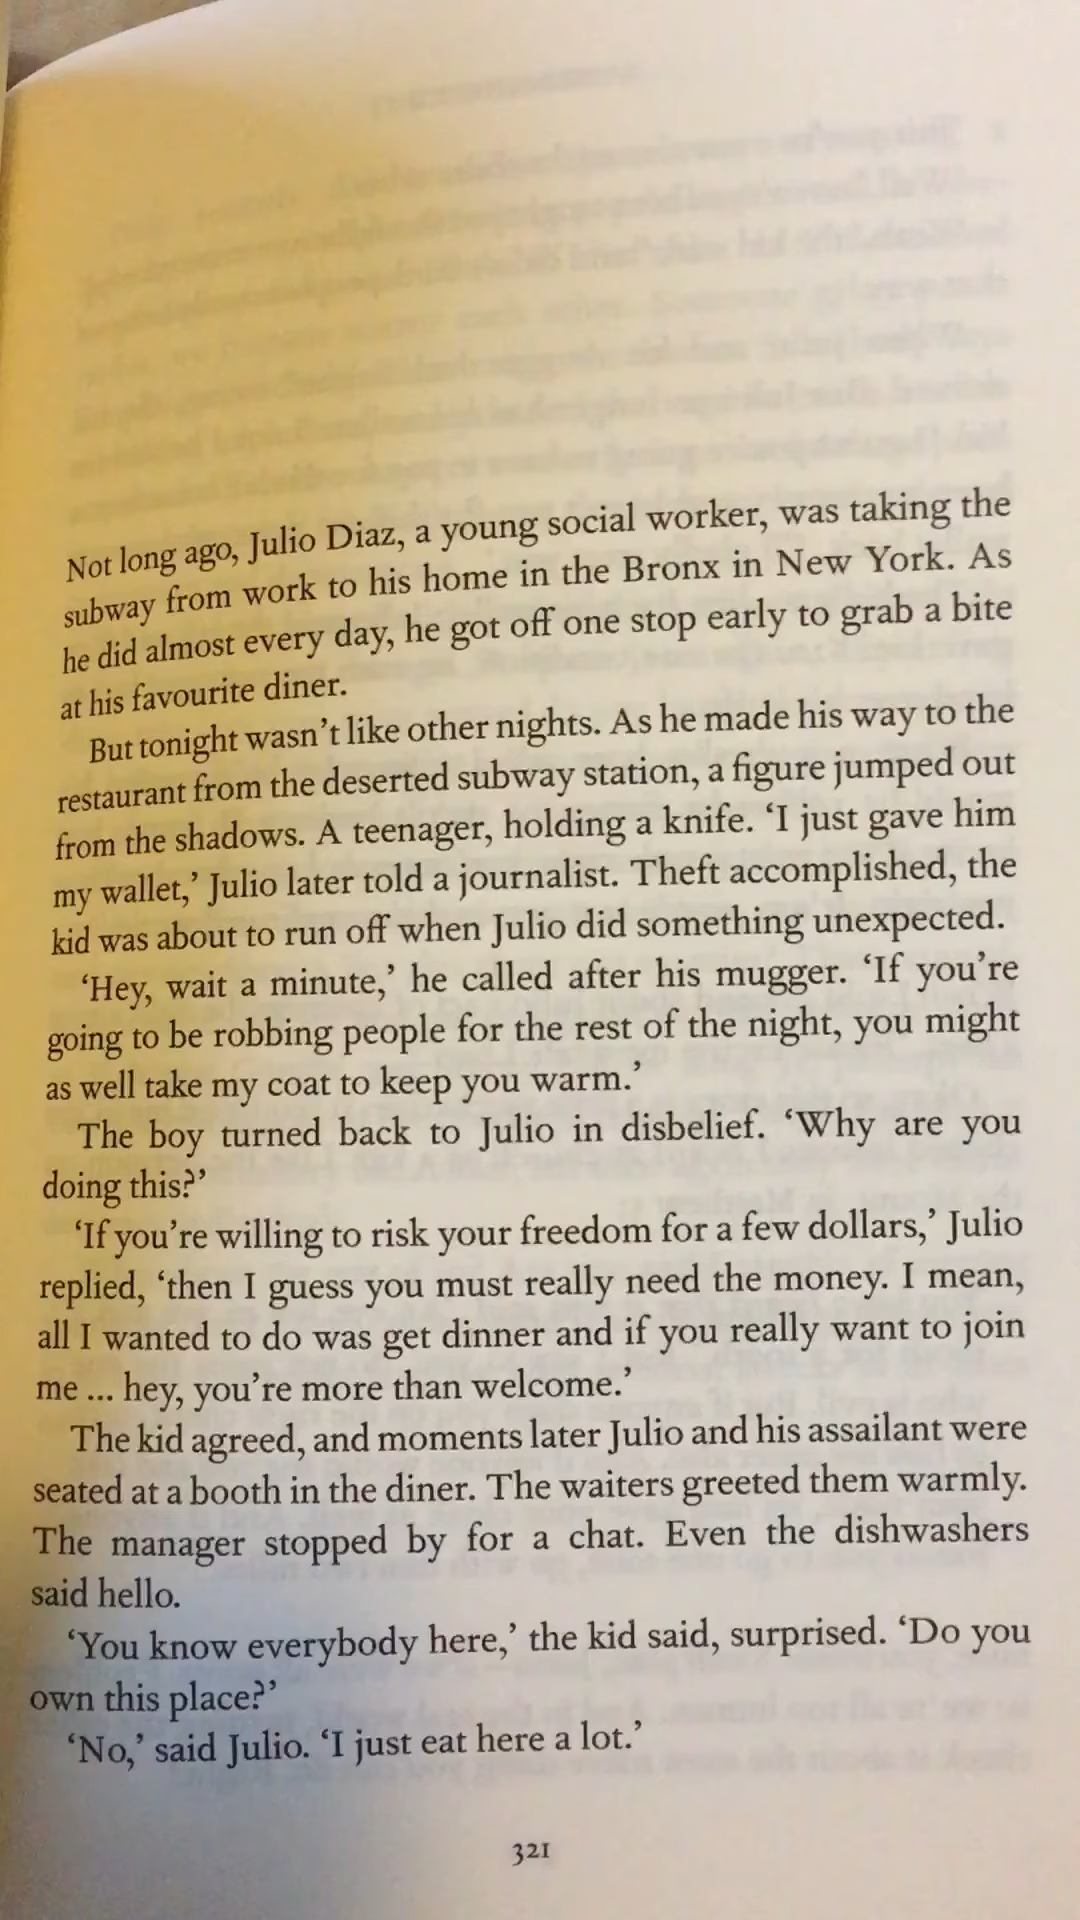 Not long ago, Julio Diaz, a young social worker, was taking the
subway from work to his home in the Bronx in New York. As
he did almost every day, he got off one stop early to grab a bite
at his favourite diner.
But tonight wasn’t like other nights. As he made his way to the
restaurant from the deserted subway station, a figure jumped out
from the shadows. A teenager, holding a knife. ‘I just gave him
my wallet,’ Julio later told a journalist. Theft accomplished, the
kid was about to run off when Julio did something unexpected.
‘Hey, wait a minute,’ he called after his mugger. ‘If you’re
going to be robbing people for the rest of the night, you might
as well take my coat to keep you warm.’
The boy turned back to Julio in disbelief. ‘Why are you
doing this?’
‘If you’re willing to risk your freedom for a few dollars,’ Julio
replied, ‘then I guess you must really need the money. I mean,
all I wanted to do was get dinner and if you really want to join
me ... hey, you’re more than welcome.’
The kid agreed, and moments later Julio and his assailant were
seated at a booth in the diner. The waiters greeted them warmly.
The manager stopped by for a chat. Even the dishwashers
said hello.
‘You know everybody here,’ the kid said, surprised. ‘Do you
own this place?’
‘No,’ said Julio. ‘I just eat here a lot.’
321